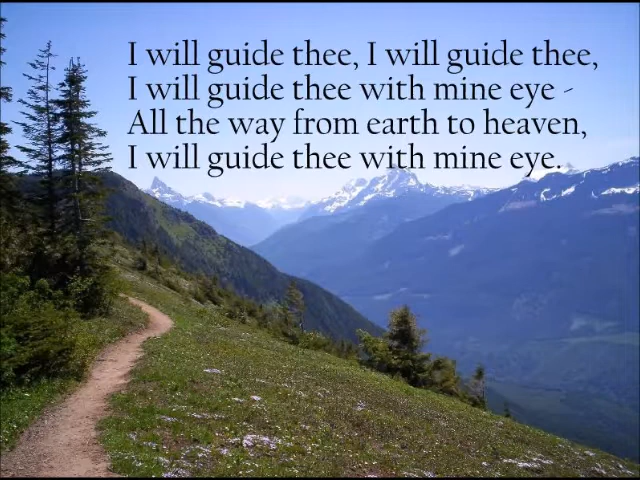 I will guide thee, I will guide thee,
I will guide thee with mine eye -
All the way from earth to heaven,
I will guide thee with mine eye.